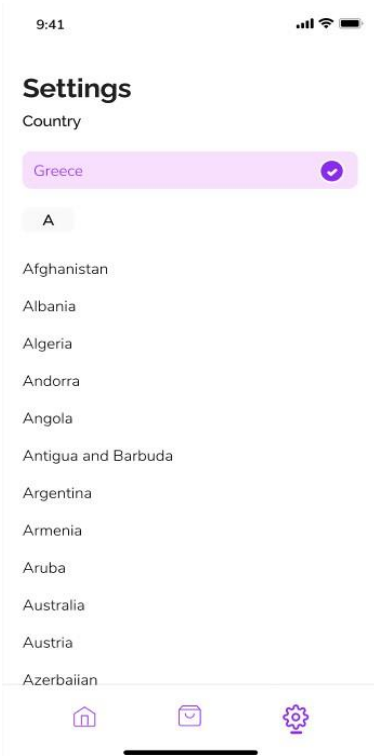 9:41
Settings
Country
Greece
A
Afghanistan
Albania
Algeria
Andorra
Angola
Antigua and Barbuda
Argentina
Armenia
Aruba
Australia
Austria
Azerbaijan